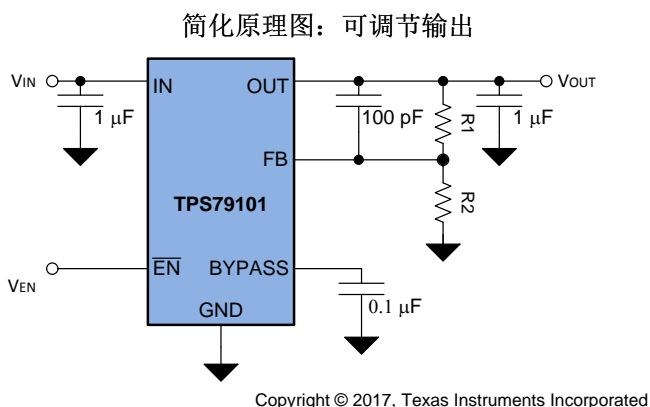 简化原理图：可调节输出
VIN
IN
OUT
VOUT
1 μF
100 pF
R1
1 μF
FB
TPS79101
R2
VEN
EN
BYPASS
0.1 μF
GND
Copyright © 2017, Texas Instruments Incorporated